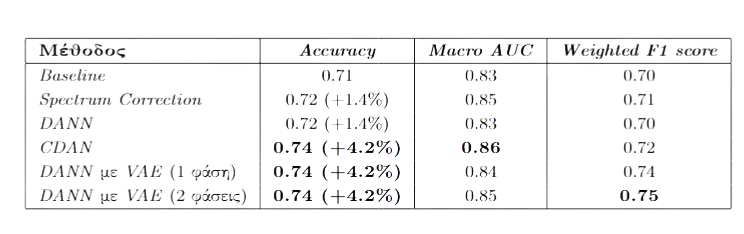 Μέθοδος Accuracy Macro AUC Weighted F1 score
Baseline 0.71 0.83 0.70
Spectrum Correction 0.72 (+1.4%) 0.85 0.71
DANN 0.72 (+1.4%) 0.83 0.70
CDAN 0.74 (+4.2%) 0.86 0.72
DANN με VAE (1 φάση) 0.74 (+4.2%) 0.84 0.74
DANN με VAE (2 φάσεις) 0.74 (+4.2%) 0.85 0.75